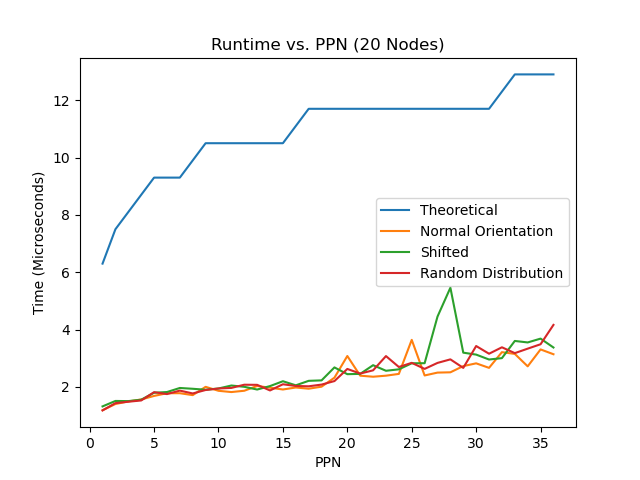 Runtime vs. PPN (20 Nodes)
Time (Microseconds)
12
10
8
6
4
2
Theoretical
Normal Orientation
Shifted
Random Distribution
0
5
10
15
20
25
30
35
PPN